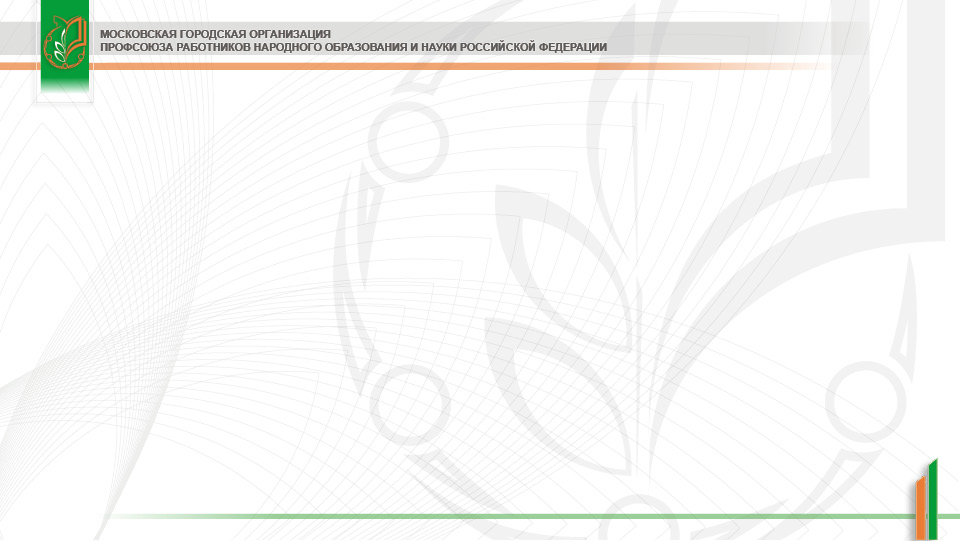 МОСКОВСКАЯ ГОРОДСКАЯ ОРГАНИЗАЦИЯ
ПРОФСОЮЗА РАБОТНИКОВ НАРОДНОГО ОБРАЗОВАНИЯ И НАУКИ РОССИЙСКОЙ ФЕДЕРАЦИИ